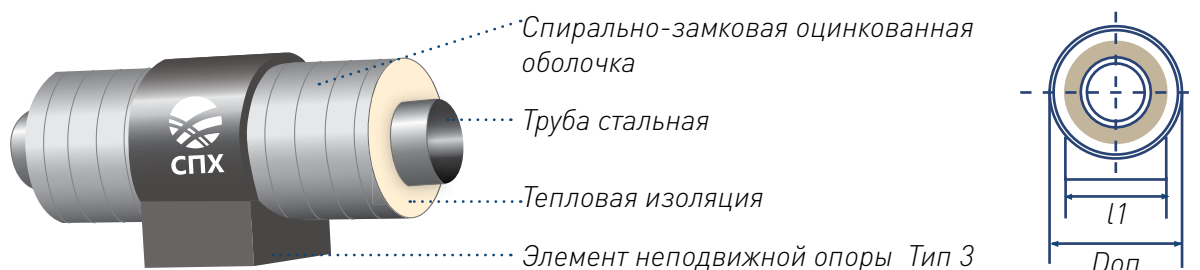 Спирально-замковая оцинкованная
оболочка
СПХ
Труба стальная
Тепловая изоляция
Элемент неподвижной опоры Тип 3
l1
Dоп